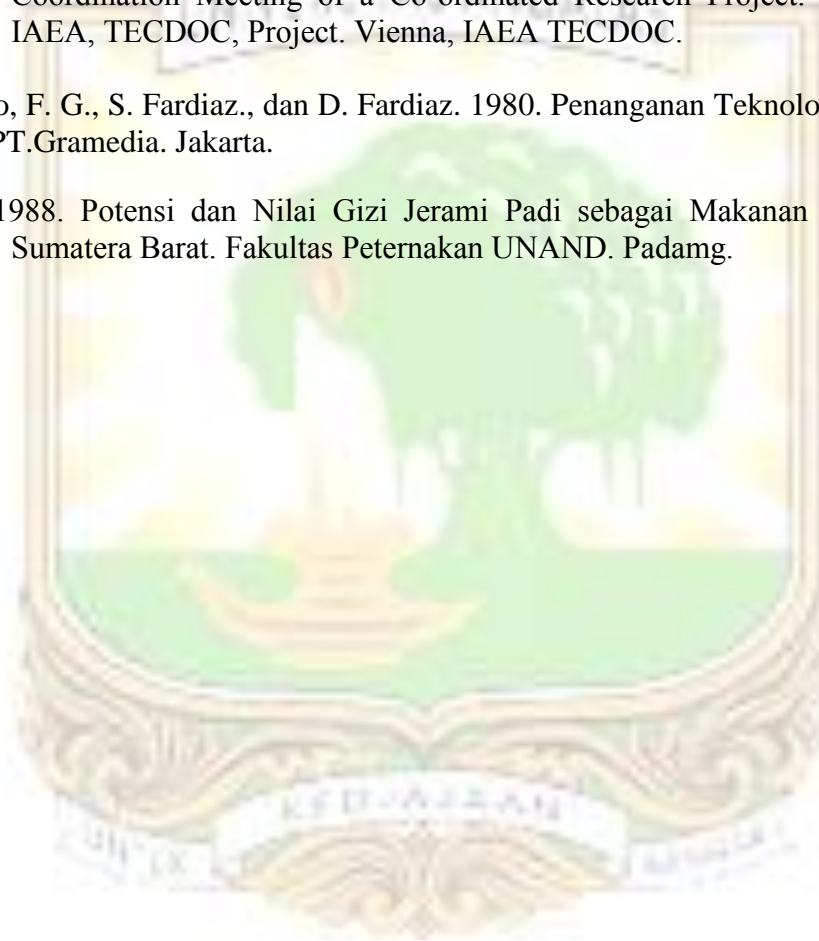 Coordination Meeting of a Co-ordinated Research Project.
IAEA, TECDOC, Project. Vienna, IAEA TECDOC.
o, F. G., S. Fardiaz., dan D. Fardiaz. 1980. Penanganan Teknolo
PT.Gramedia. Jakarta.
1988. Potensi dan Nilai Gizi Jerami Padi sebagai Makanan
Sumatera Barat. Fakultas Peternakan UNAND. Padamg.
KEDJAJAAN